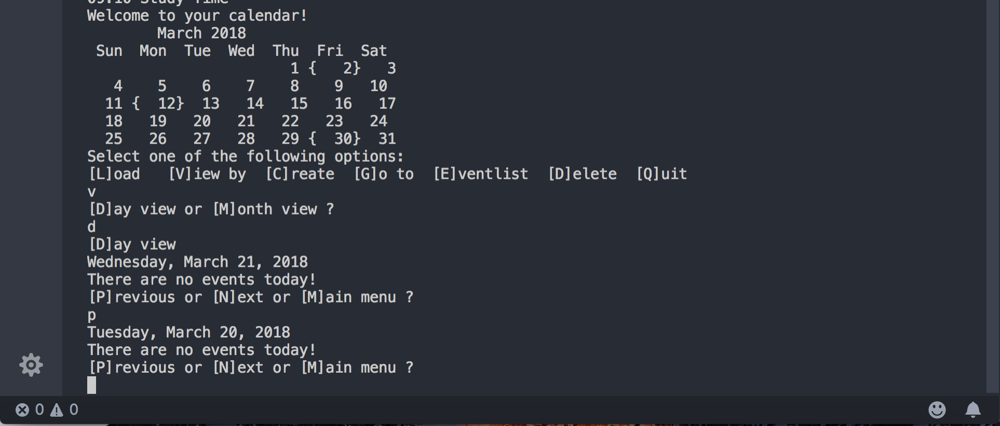 09:10 Study Time
Welcome to your calendar!
        March 2018
 Sun  Mon  Tue  Wed  Thu  Fri  Sat
                       1 {   2}   3
   4    5    6    7    8    9   10
  11 {  12}  13   14   15   16   17
  18   19   20   21   22   23   24
  25   26   27   28   29 {  30}  31
Select one of the following options:
[L]oad   [V]iew by  [C]reate  [G]o to  [E]ventlist  [D]elete  [Q]uit
v
[D]ay view or [M]onth view ?
d
[D]ay view
Wednesday, March 21, 2018
There are no events today!
[P]revious or [N]ext or [M]ain menu ?
p
Tuesday, March 20, 2018
There are no events today!
[P]revious or [N]ext or [M]ain menu ?
0 0